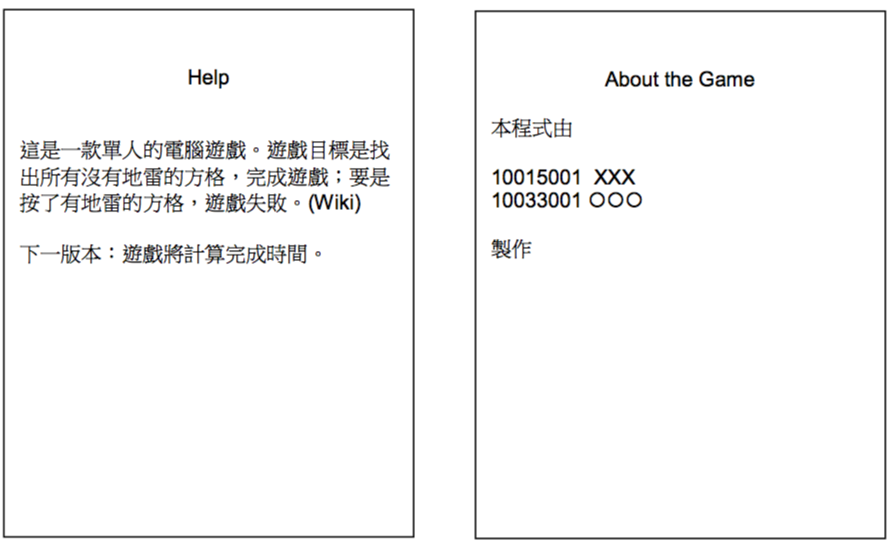 Help
這是一款單人的電腦遊戲。遊戲目標是找
出所有沒有地雷的方格，完成遊戲；要是
按了有地雷的方格，遊戲失敗。(Wiki)
下一版本：遊戲將計算完成時間。
About the Game
本程式由
10015001  XXX
10033001 〇〇〇
製作